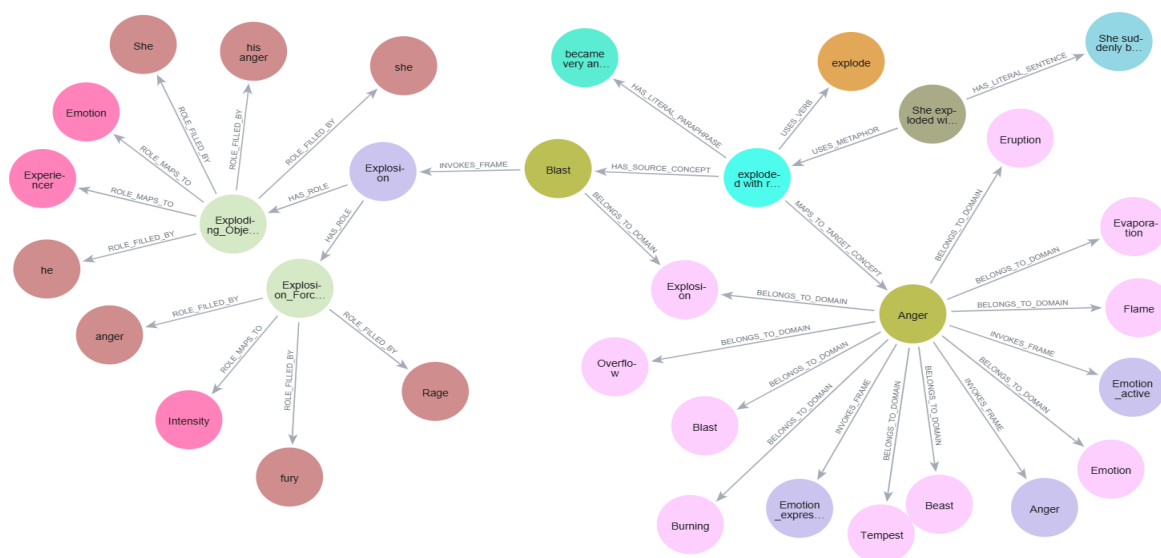 She
his
anger
she
Emotion
Experie-
ncer
he
ROLE_FILLED_BY
ROLE_FILLED_BY
ROLE_FILLED_BY
ROLE_MAPS_TO
ROLE_MAPS_TO
ROLE_FILLED_BY
Explodi-
ng_Obje...
HAS_ROLE
Explosi-
on
HAS_ROLE
Explosi-
on_Forc...
ROLE_FILLED_BY
ROLE_MAPS_TO
ROLE_FILLED_BY
ROLE_FILLED_BY
anger
Intensity
fury
Rage
INVOKES_FRAME
Blast
HAS_SOURCE_CONCEPT
BELONGS_TO_DOMAIN
became
very an...
HAS_LITERAL_PARAPHRASE
explode
USES_VERB
explode-
d with r...
USES_METAPHOR
She exp-
loded wi...
HAS_LITERAL_SENTENCE
She sud-
denly b...
MAPS_TO_TARGET_CONCEPT
Anger
BELONGS_TO_DOMAIN
Eruption
BELONGS_TO_DOMAIN
Evapora-
tion
BELONGS_TO_DOMAIN
Flame
INVOKES_FRAME
Emotion
_active
BELONGS_TO_DOMAIN
Emotion
INVOKES_FRAME
Anger
BELONGS_TO_DOMAIN
Beast
BELONGS_TO_DOMAIN
Tempest
INVOKES_FRAME
Emotion
_expres...
BELONGS_TO_DOMAIN
Burning
BELONGS_TO_DOMAIN
Blast
BELONGS_TO_DOMAIN
Overflo-
w
BELONGS_TO_DOMAIN
Explosi-
on